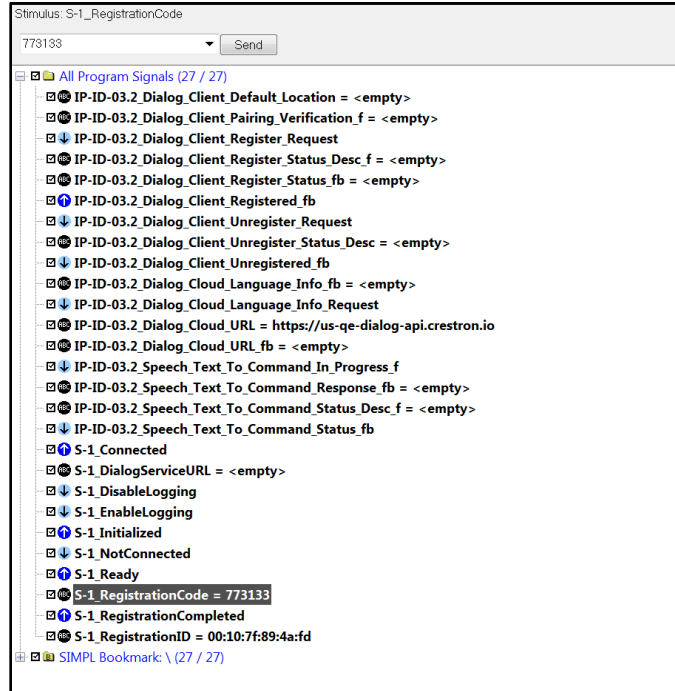 Stimulus: S-1_RegistrationCode
773133 Send
All Program Signals (27 / 27)
IP-ID-03.2_Dialog_Client_Default_Location = <empty>
IP-ID-03.2_Dialog_Client_Pairing_Verification_f = <empty>
IP-ID-03.2_Dialog_Client_Register_Request
IP-ID-03.2_Dialog_Client_Register_Status_Desc_f = <empty>
IP-ID-03.2_Dialog_Client_Register_Status_fb = <empty>
IP-ID-03.2_Dialog_Client_Registered_fb
IP-ID-03.2_Dialog_Client_Unregister_Request
IP-ID-03.2_Dialog_Client_Unregister_Status_Desc = <empty>
IP-ID-03.2_Dialog_Client_Unregistered_fb
IP-ID-03.2_Dialog_Cloud_Language_Info_fb = <empty>
IP-ID-03.2_Dialog_Cloud_Language_Info_Request
IP-ID-03.2_Dialog_Cloud_URL = https://us-qe-dialog-api.crestron.io
IP-ID-03.2_Dialog_Cloud_URL_fb = <empty>
IP-ID-03.2_Speech_Text_To_Command_In_Progress_f
IP-ID-03.2_Speech_Text_To_Command_Response_fb = <empty>
IP-ID-03.2_Speech_Text_To_Command_Status_Desc_f = <empty>
IP-ID-03.2_Speech_Text_To_Command_Status_fb
S-1_Connected
S-1_DialogServiceURL = <empty>
S-1_DisableLogging
S-1_EnableLogging
S-1_Initialized
S-1_NotConnected
S-1_Ready
S-1_RegistrationCode = 773133
S-1_RegistrationCompleted
S-1_RegistrationID = 00:10:7f:89:4a:fd
SIMPL Bookmark: \ (27 / 27)